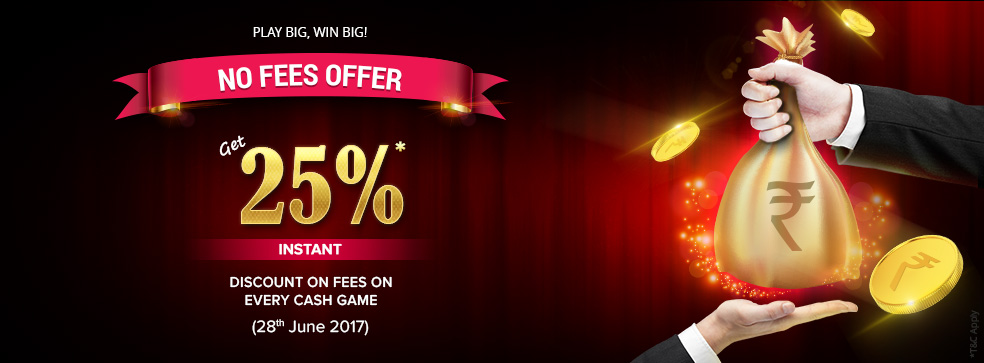 PLAY BIG, WIN BIG!
NO FEES OFFER
Get
25%*
INSTANT
DISCOUNT ON FEES ON
EVERY CASH GAME
(28th June 2017)
₹
*T&C Apply